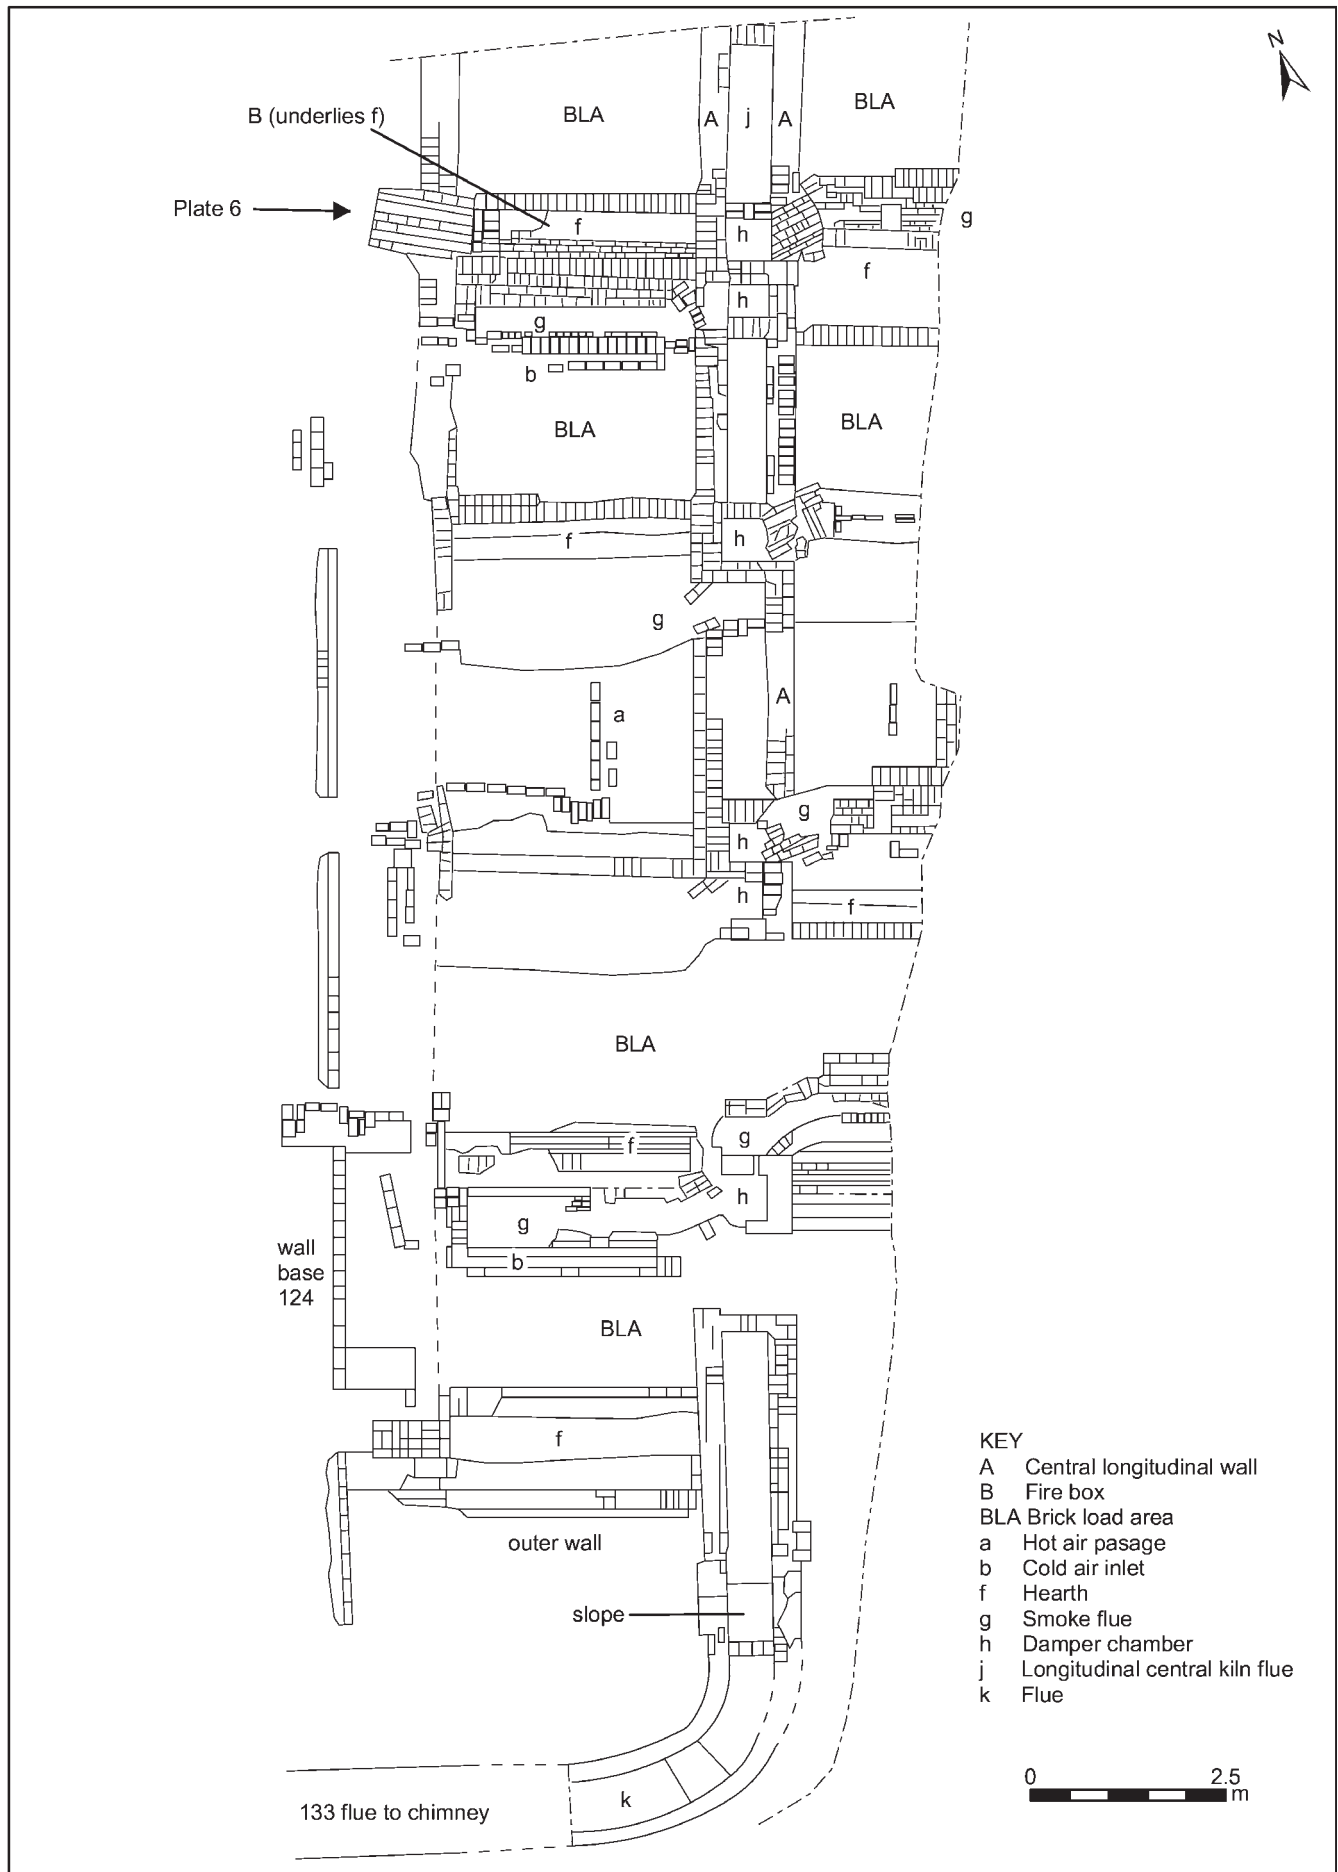 N
BLA
BLA
B (underlies f)
A
j
A
Plate 6
f
h
g
f
h
g
b
BLA
BLA
f
h
g
A
a
g
h
h
f
BLA
f
g
h
g
b
wall
base
124
BLA
f
outer wall
slope
k
133 flue to chimney
KEY
A Central longitudinal wall
B Fire box
BLA Brick load area
a Hot air pasage
b Cold air inlet
f Hearth
g Smoke flue
h Damper chamber
j Longitudinal central kiln flue
k Flue
0 2.5
m